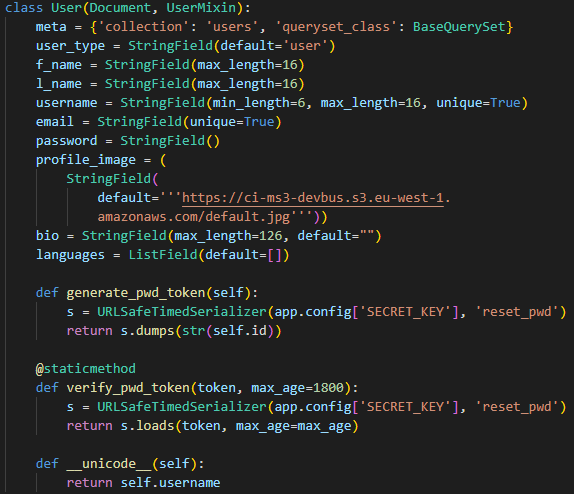 class User(Document, UserMixin):
    meta = {'collection': 'users', 'queryset_class': BaseQuerySet}
    user_type = StringField(default='user')
    f_name = StringField(max_length=16)
    l_name = StringField(max_length=16)
    username = StringField(min_length=6, max_length=16, unique=True)
    email = StringField(unique=True)
    password = StringField()
    profile_image = (
        StringField(
            default='''https://ci-ms3-devbus.s3.eu-west-1.
            amazonaws.com/default.jpg'''))
    bio = StringField(max_length=126, default="")
    languages = ListField(default=[])

    def generate_pwd_token(self):
        s = URLSafeTimedSerializer(app.config['SECRET_KEY'], 'reset_pwd')
        return s.dumps(str(self.id))

    @staticmethod
    def verify_pwd_token(token, max_age=1800):
        s = URLSafeTimedSerializer(app.config['SECRET_KEY'], 'reset_pwd')
        return s.loads(token, max_age=max_age)

    def __unicode__(self):
        return self.username